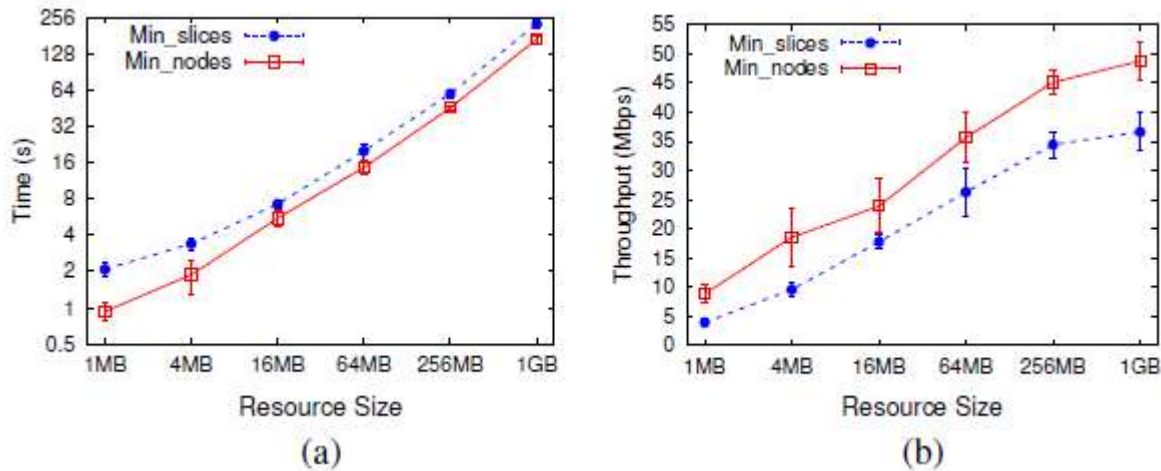 256
128
64
32
16
8
4
2
1
0.5
Time (s)
Min_slices
Min_nodes
1MB 4MB 16MB 64MB 256MB 1GB
Resource Size
(a)
55
50
45
40
35
30
25
20
15
10
5
0
Throughput (Mbps)
Min_slices
Min_nodes
1MB 4MB 16MB 64MB 256MB 1GB
Resource Size
(b)